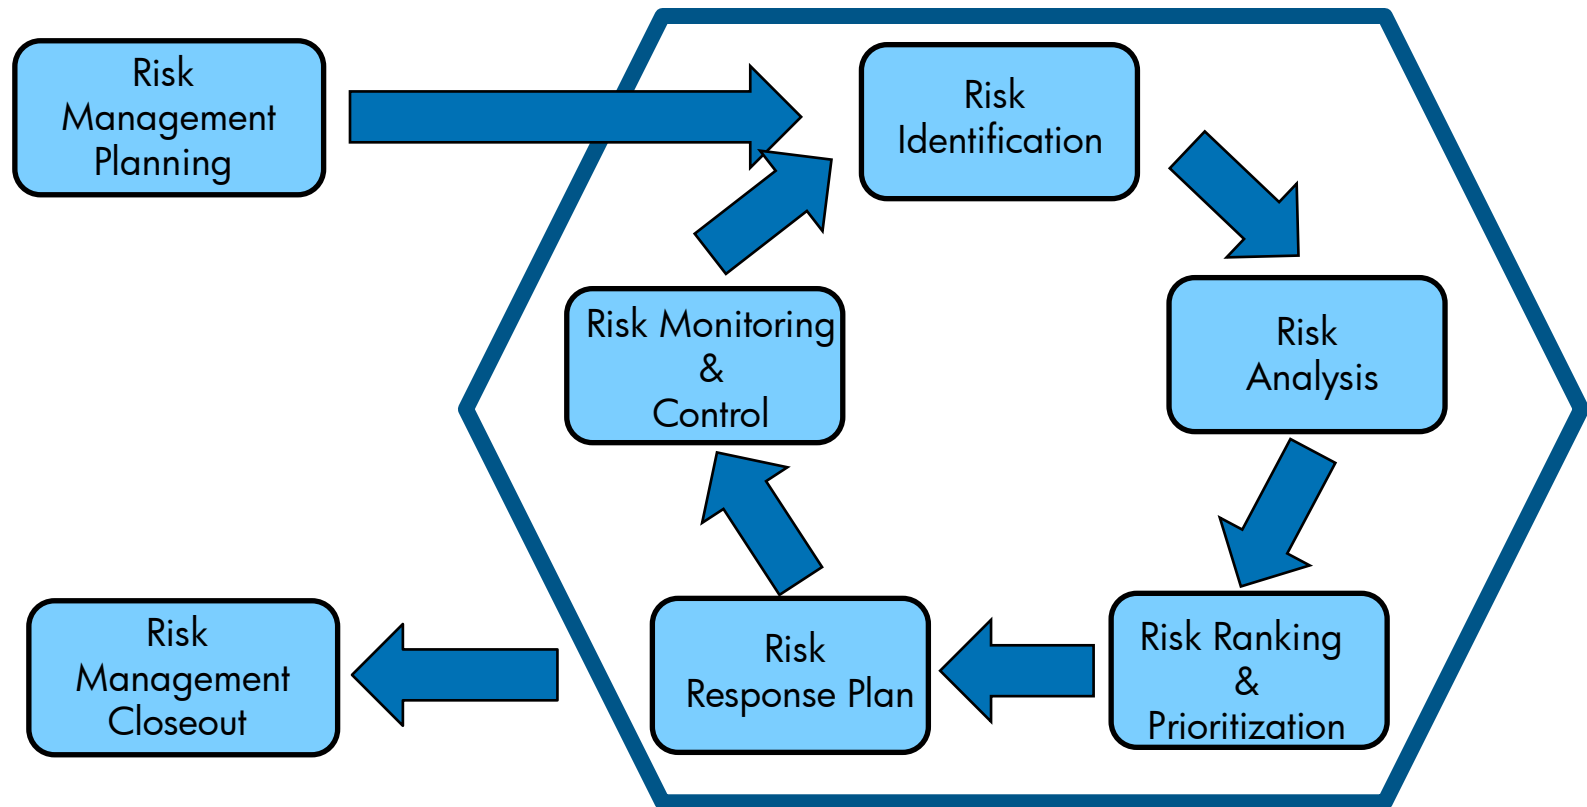 Risk
Management
Planning
Risk
Identification
Risk
Analysis
Risk Ranking
&
Prioritization
Risk
Response Plan
Risk Monitoring
&
Control
Risk
Management
Closeout